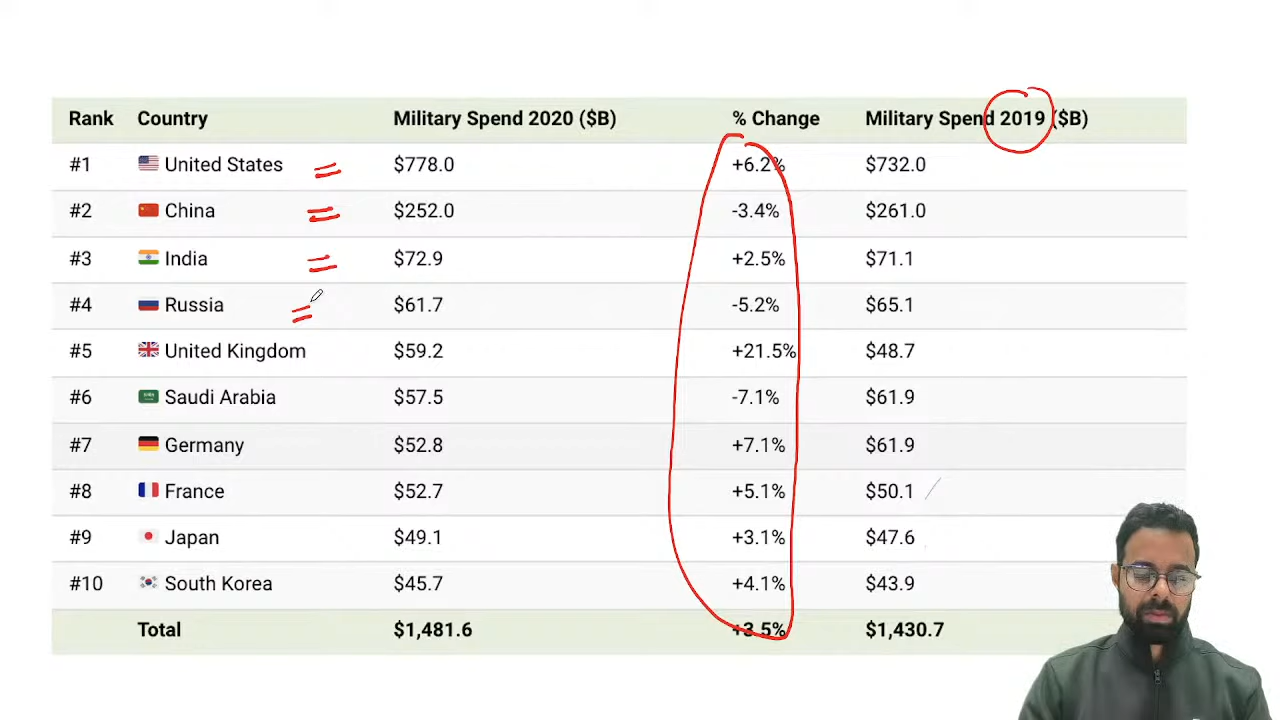 Rank Country Military Spend 2020 ($B) % Change Military Spend 2019 ($B)
#1 United States $778.0 +6.2% $732.0
#2 China $252.0 -3.4% $261.0
#3 India $72.9 +2.5% $71.1
#4 Russia $61.7 -5.2% $65.1
#5 United Kingdom $59.2 +21.5% $48.7
#6 Saudi Arabia $57.5 -7.1% $61.9
#7 Germany $52.8 +7.1% $61.9
#8 France $52.7 +5.1% $50.1
#9 Japan $49.1 +3.1% $47.6
#10 South Korea $45.7 +4.1% $43.9
Total $1,481.6 +3.5% $1,430.7